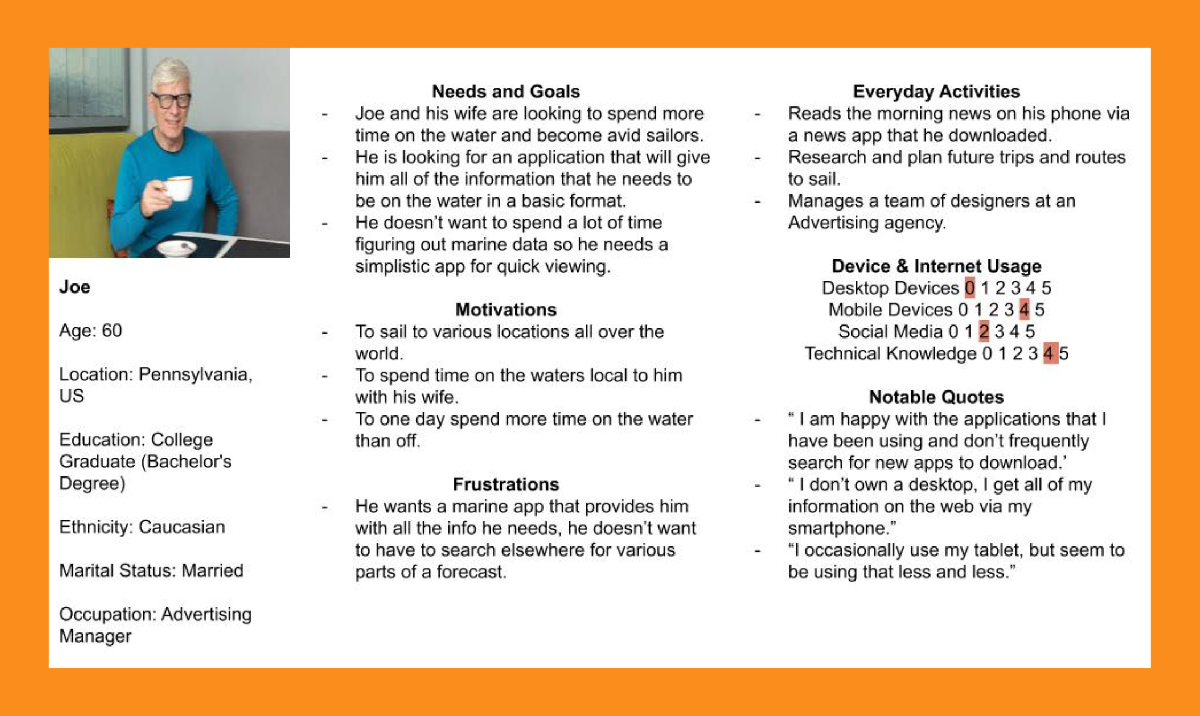 Joe
Age: 60
Location: Pennsylvania,
US
Education: College
Graduate (Bachelor's
Degree)
Ethnicity: Caucasian
Marital Status: Married
Occupation: Advertising
Manager
Needs and Goals
- Joe and his wife are looking to spend more
time on the water and become avid sailors.
- He is looking for an application that will give
him all of the information that he needs to
be on the water in a basic format.
- He doesn't want to spend a lot of time
figuring out marine data so he needs a
simplistic app for quick viewing.
Motivations
- To sail to various locations all over the
world.
- To spend time on the waters local to him
with his wife.
- To one day spend more time on the water
than off.
Frustrations
- He wants a marine app that provides him
with all the info he needs, he doesn't want
to have to search elsewhere for various
parts of a forecast.
Everyday Activities
- Reads the morning news on his phone via
a news app that he downloaded.
- Research and plan future trips and routes
to sail.
- Manages a team of designers at an
Advertising agency.
Device & Internet Usage
Desktop Devices 0 1 2 3 4 5
Mobile Devices 0 1 2 3 4 5
Social Media 0 1 2 3 4 5
Technical Knowledge 0 1 2 3 4 5
Notable Quotes
- “ I am happy with the applications that I
have been using and don't frequently
search for new apps to download.’
- “ I don't own a desktop, I get all of my
information on the web via my
smartphone.”
- “I occasionally use my tablet, but seem to
be using that less and less.”